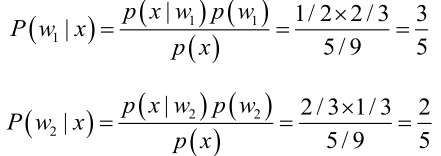 P(w₁ | x) = p(x | w₁) p(w₁) / p(x) = 1/2×2/3 / 5/9 = 3/5
P(w₂ | x) = p(x | w₂) p(w₂) / p(x) = 2/3×1/3 / 5/9 = 2/5